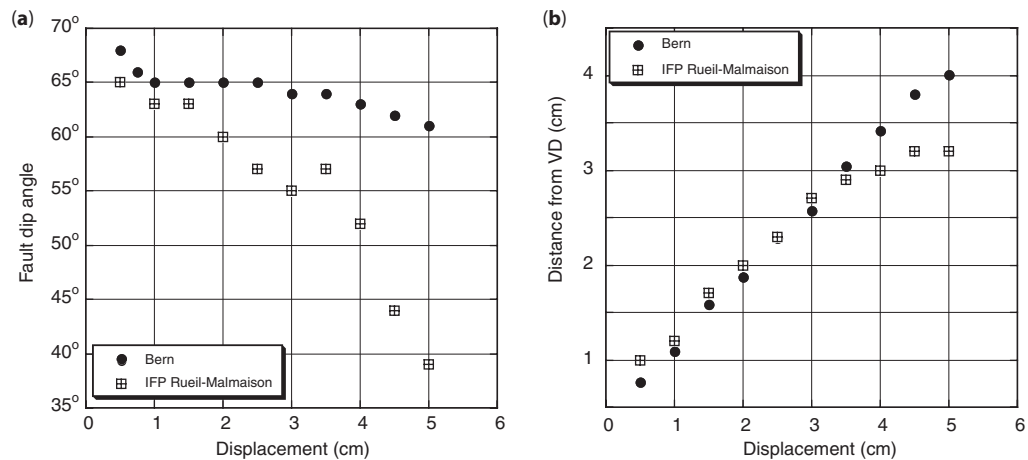 (a)
70°
65°
60°
55°
50°
45°
40°
35°
Fault dip angle
Bern
IFP Rueil-Malmaison
0 1 2 3 4 5 6
Displacement (cm)
(b)
4
3
2
1
Distance from VD (cm)
Bern
IFP Rueil-Malmaison
0 1 2 3 4 5 6
Displacement (cm)